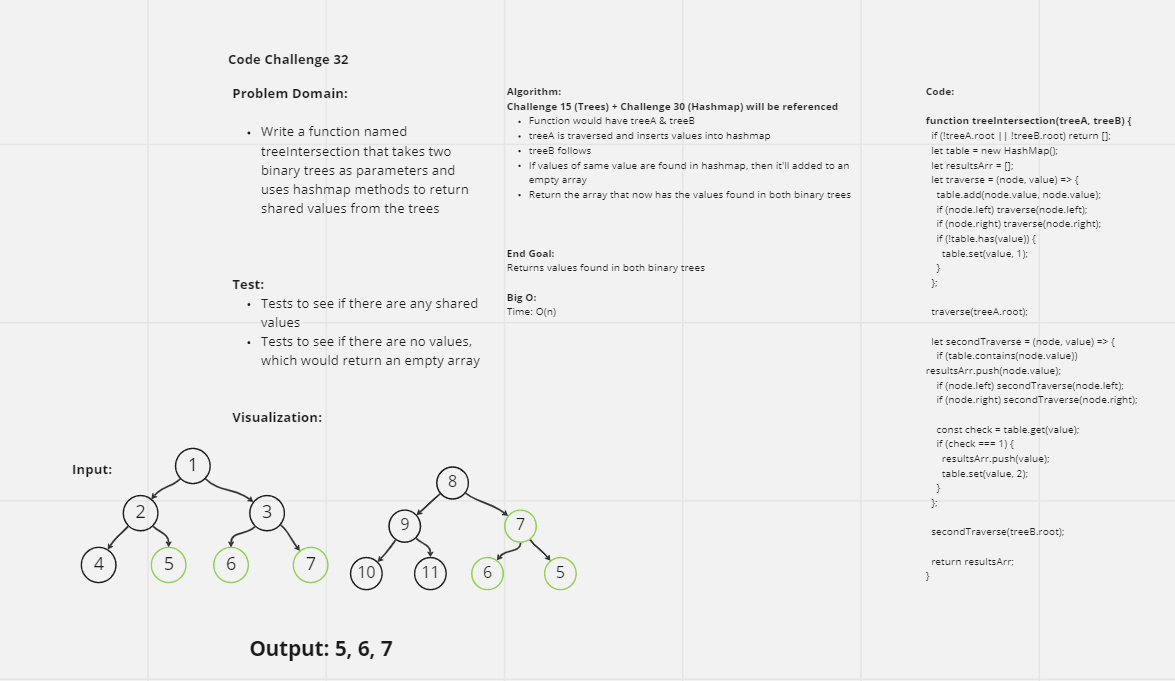 Code Challenge 32
Problem Domain:
• Write a function named
treeIntersection that takes two
binary trees as parameters and
uses hashmap methods to return
shared values from the trees
Test:
• Tests to see if there are any shared
values
• Tests to see if there are no values,
which would return an empty array
Visualization:
Input:
1
2
3
4
5
6
7
8
9
7
10
11
6
5
Output: 5, 6, 7
Algorithm:
Challenge 15 (Trees) + Challenge 30 (Hashmap) will be referenced
• Function would have treeA & treeB
• treeA is traversed and inserts values into hashmap
• treeB follows
• If values of same value are found in hashmap, then it'll added to an
empty array
• Return the array that now has the values found in both binary trees
End Goal:
Returns values found in both binary trees
Big O:
Time: O(n)
Code:
function treeIntersection(treeA, treeB) {
if (!treeA.root || !treeB.root) return [];
let table = new HashMap();
let resultsArr = [];
let traverse = (node, value) => {
table.add(node.value, node.value);
if (node.left) traverse(node.left);
if (node.right) traverse(node.right);
if (!table.has(value)) {
table.set(value, 1);
}
};
traverse(treeA.root);
let secondTraverse = (node, value) => {
if (table.contains(node.value))
resultsArr.push(node.value);
if (node.left) secondTraverse(node.left);
if (node.right) secondTraverse(node.right);
const check = table.get(value);
if (check === 1) {
resultsArr.push(value);
table.set(value, 2);
}
};
secondTraverse(treeB.root);
return resultsArr;
}